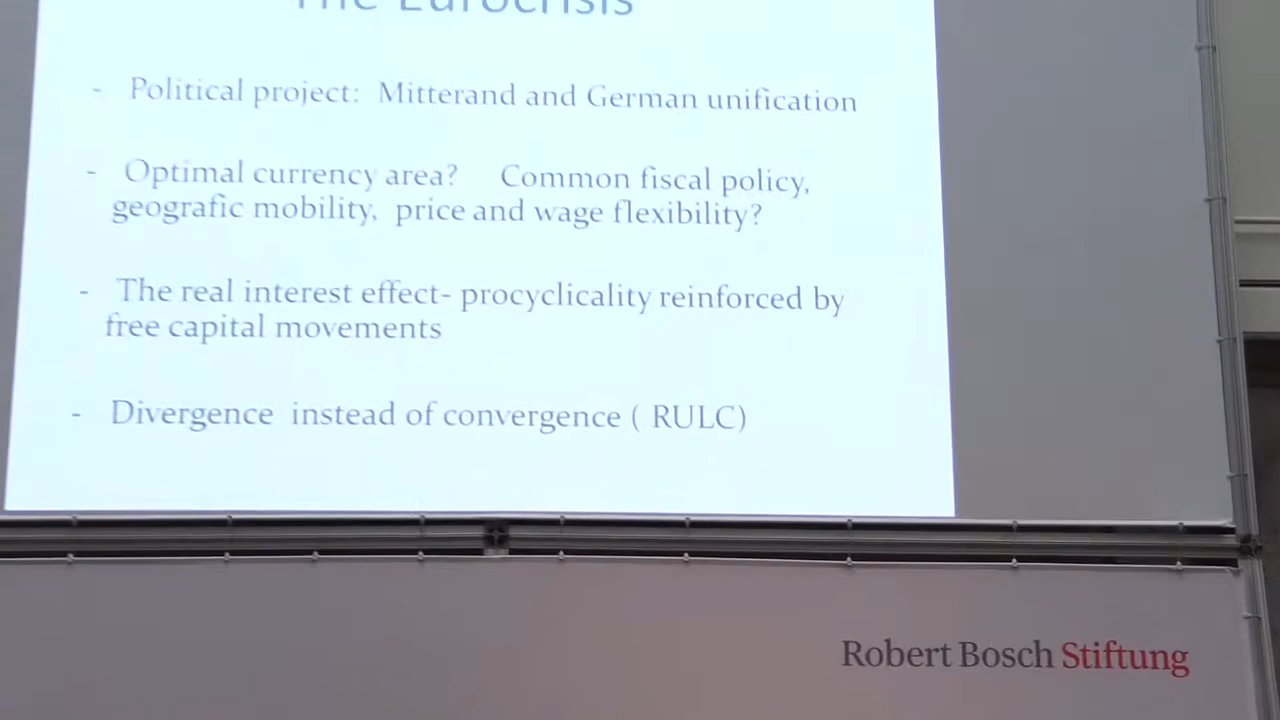 The Eurocrisis
- Political project: Mitterand and German unification
- Optimal currency area? Common fiscal policy,
geografic mobility, price and wage flexibility?
- The real interest effect- procyclicality reinforced by
free capital movements
- Divergence instead of convergence ( RULC)
Robert Bosch Stiftung